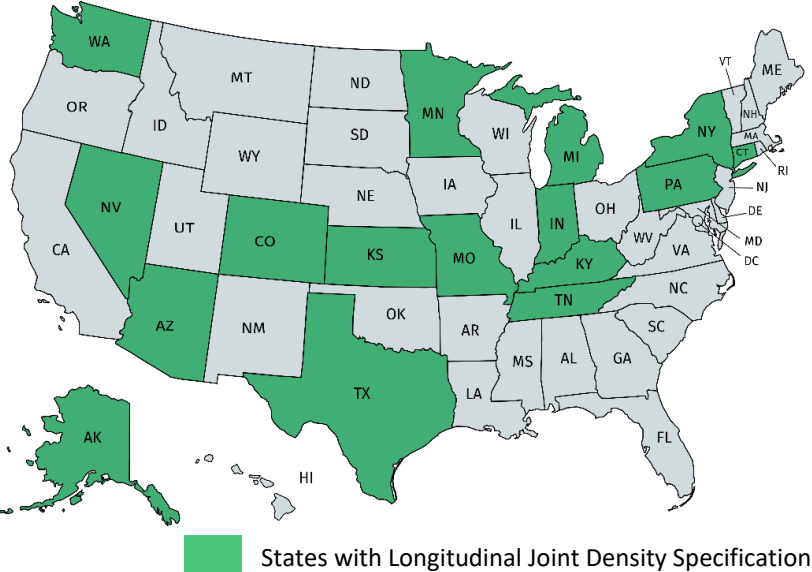 WA
MT
ND
MN
VT
ME
OR
ID
SD
WI
NH
NY
MA
CT
RI
WY
MI
IA
PA
NJ
NE
NV
UT
CO
IL
IN
OH
DE
CA
KS
MO
WV
VA
MD
DC
KY
AZ
NM
OK
TN
NC
AR
SC
MS
AL
GA
TX
LA
AK
FL
HI
States with Longitudinal Joint Density Specification